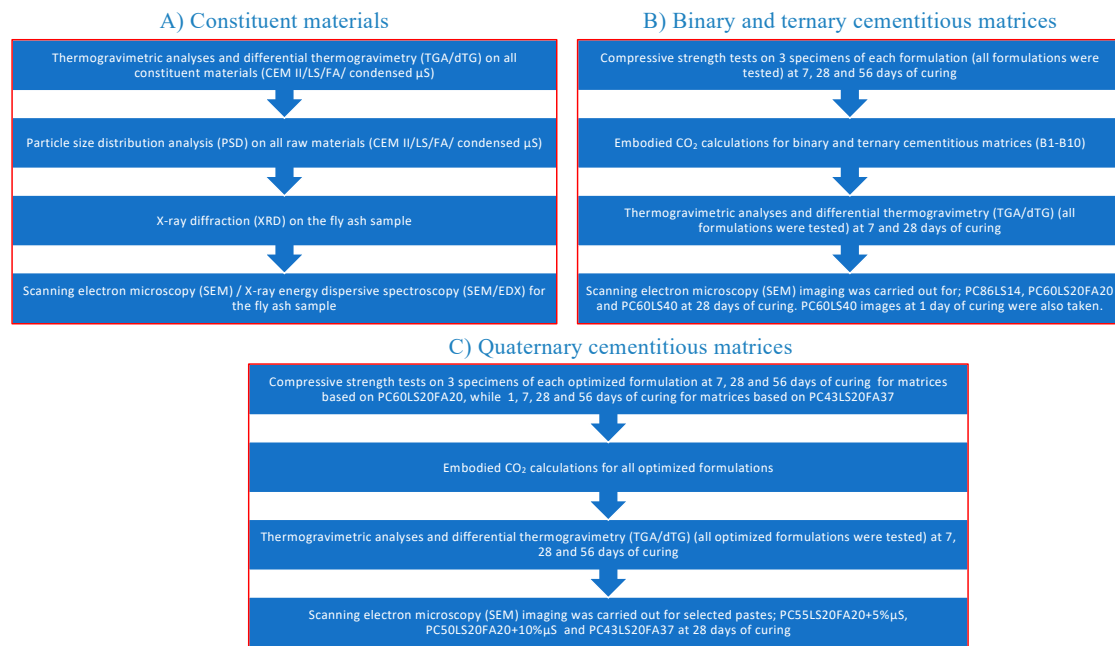 A) Constituent materials
Thermogravimetric analyses and differential thermogravimetry (TGA/dTG) on all
constituent materials (CEM II/LS/FA/ condensed µS)
Particle size distribution analysis (PSD) on all raw materials (CEM II/LS/FA/ condensed µS)
X-ray diffraction (XRD) on the fly ash sample
Scanning electron microscopy (SEM) / X-ray energy dispersive spectroscopy (SEM/EDX) for
the fly ash sample
B) Binary and ternary cementitious matrices
Compressive strength tests on 3 specimens of each formulation (all formulations were
tested) at 7, 28 and 56 days of curing
Embodied CO₂ calculations for binary and ternary cementitious matrices (B1-B10)
Thermogravimetric analyses and differential thermogravimetry (TGA/dTG) (all
formulations were tested) at 7 and 28 days of curing
Scanning electron microscopy (SEM) imaging was carried out for; PC86LS14, PC60LS20FA20
and PC60LS40 at 28 days of curing. PC60LS40 images at 1 day of curing were also taken.
C) Quaternary cementitious matrices
Compressive strength tests on 3 specimens of each optimized formulation at 7, 28 and 56 days of curing for matrices
based on PC60LS20FA20, while 1, 7, 28 and 56 days of curing for matrices based on PC43LS20FA37
Embodied CO₂ calculations for all optimized formulations
Thermogravimetric analyses and differential thermogravimetry (TGA/dTG) (all optimized formulations were tested) at 7,
28 and 56 days of curing
Scanning electron microscopy (SEM) imaging was carried out for selected pastes; PC55LS20FA20+5%µS,
PC50LS20FA20+10%µS and PC43LS20FA37 at 28 days of curing